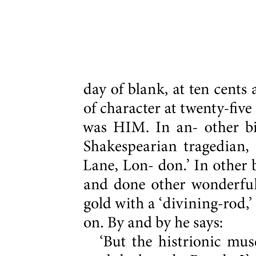 day of blank, at ten cents a
of character at twenty-five
was HIM. In an- other bi
Shakespearian tragedian,
Lane, Lon- don.’ In other b
and done other wonderful
gold with a ‘divining-rod,’
on. By and by he says:
‘But the histrionic mus